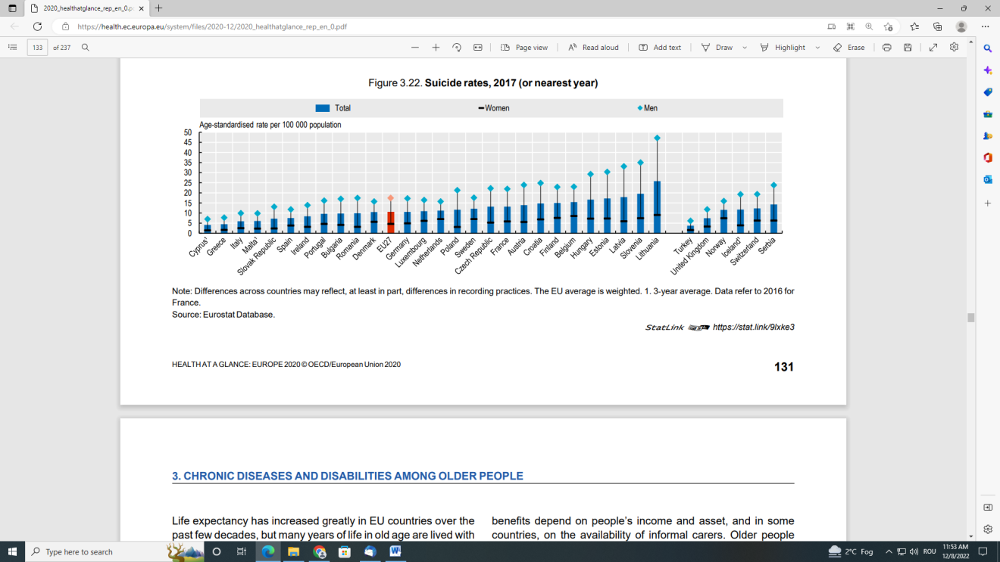 2020_healthatglance_rep_en_0.pd
https://health.ec.europa.eu/system/files/2020-12/2020_healthatglance_rep_en_0.pdf
133 of 237
Page view
Read aloud
Add text
Draw
Highlight
Erase
Figure 3.22. Suicide rates, 2017 (or nearest year)
Total Women Men
Age-standardised rate per 100 000 population
50
45
40
35
30
25
20
15
10
5
0
Cyprus¹
Greece
Italy
Malta¹
Slovak Republic
Spain
Ireland
Portugal
Bulgaria
Romania
Denmark
EU27
Germany
Luxembourg
Netherlands
Poland
Sweden
Czech Republic
France
Austria
Croatia
Finland
Belgium
Hungary
Estonia
Latvia
Slovenia
Lithuania
Turkey
United Kingdom
Norway
Iceland¹
Switzerland
Serbia
Note: Differences across countries may reflect, at least in part, differences in recording practices. The EU average is weighted. 1. 3-year average. Data refer to 2016 for
France.
Source: Eurostat Database.
StatLink https://stat.link/9lxke3
HEALTH AT A GLANCE: EUROPE 2020 © OECD/European Union 2020
131
3. CHRONIC DISEASES AND DISABILITIES AMONG OLDER PEOPLE
Life expectancy has increased greatly in EU countries over the
past few decades, but many years of life in old age are lived with
benefits depend on people's income and asset, and in some
countries, on the availability of informal carers. Older people
Type here to search
2°C Fog
ROU
11:53 AM
12/8/2022